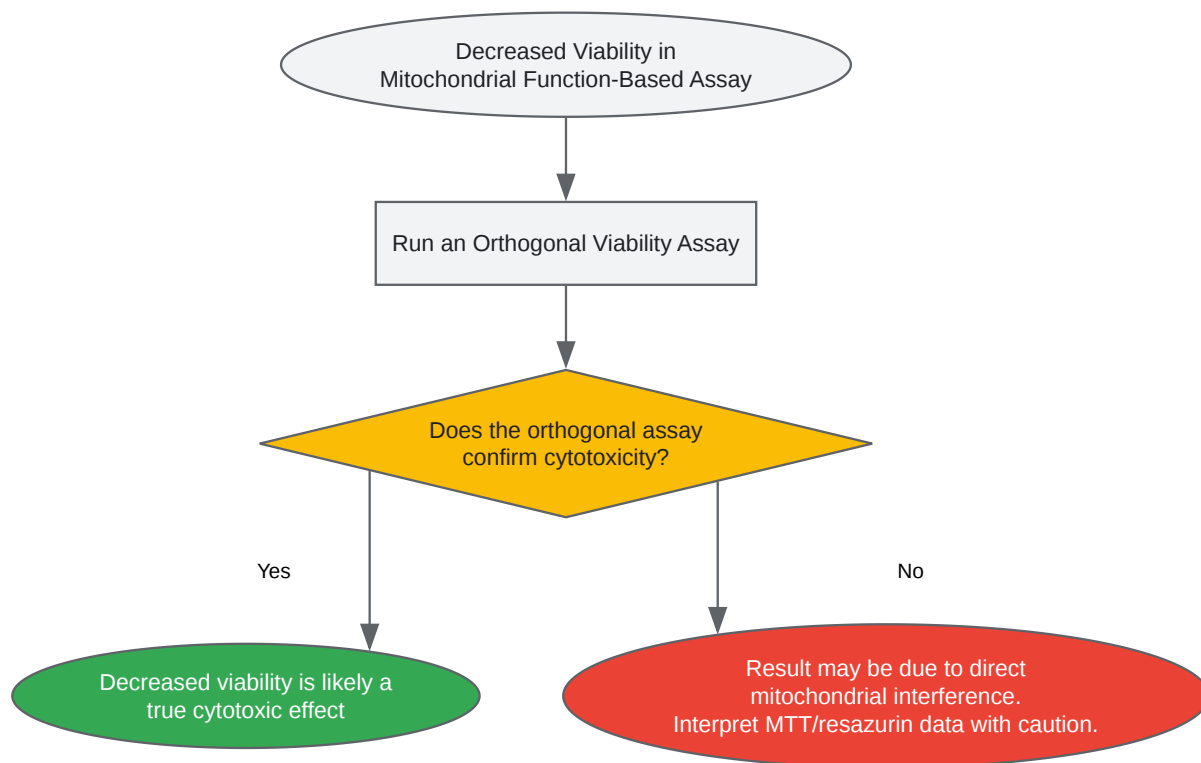 Decreased Viability in
Mitochondrial Function-Based Assay
Run an Orthogonal Viability Assay
Does the orthogonal assay
confirm cytotoxicity?
Yes
No
Decreased viability is likely a
true cytotoxic effect
Result may be due to direct
mitochondrial interference.
Interpret MTT/resazurin data with caution.